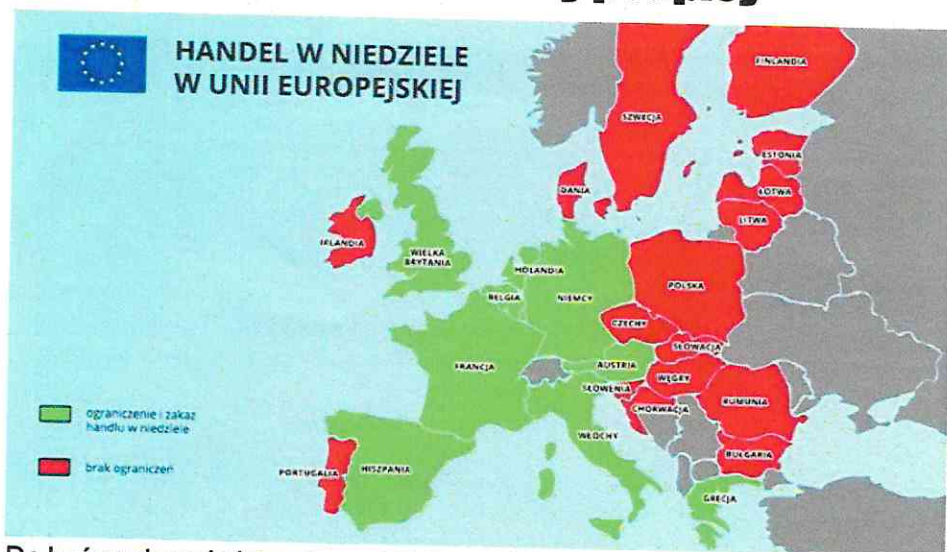 HANDEL W NIEDZIELE
W UNII EUROPEJSKIEJ
FINLANDIA
SZWECJA
ESTONIA
ŁOTWA
DANIA
LITWA
IRLANDIA
WIELKA
BRYTANIA
HOLANDIA
POLSKA
BELGIA
NIEMCY
CZECHY
SŁOWACJA
FRANCJA
AUSTRIA
WĘGRY
SŁOWENIA
RUMUNIA
CHORWACJA
ograniczenie i zakaz
handlu w niedziele
WŁOCHY
BUŁGARIA
brak ograniczeń
PORTUGALIA
HISZPANIA
GRECJA